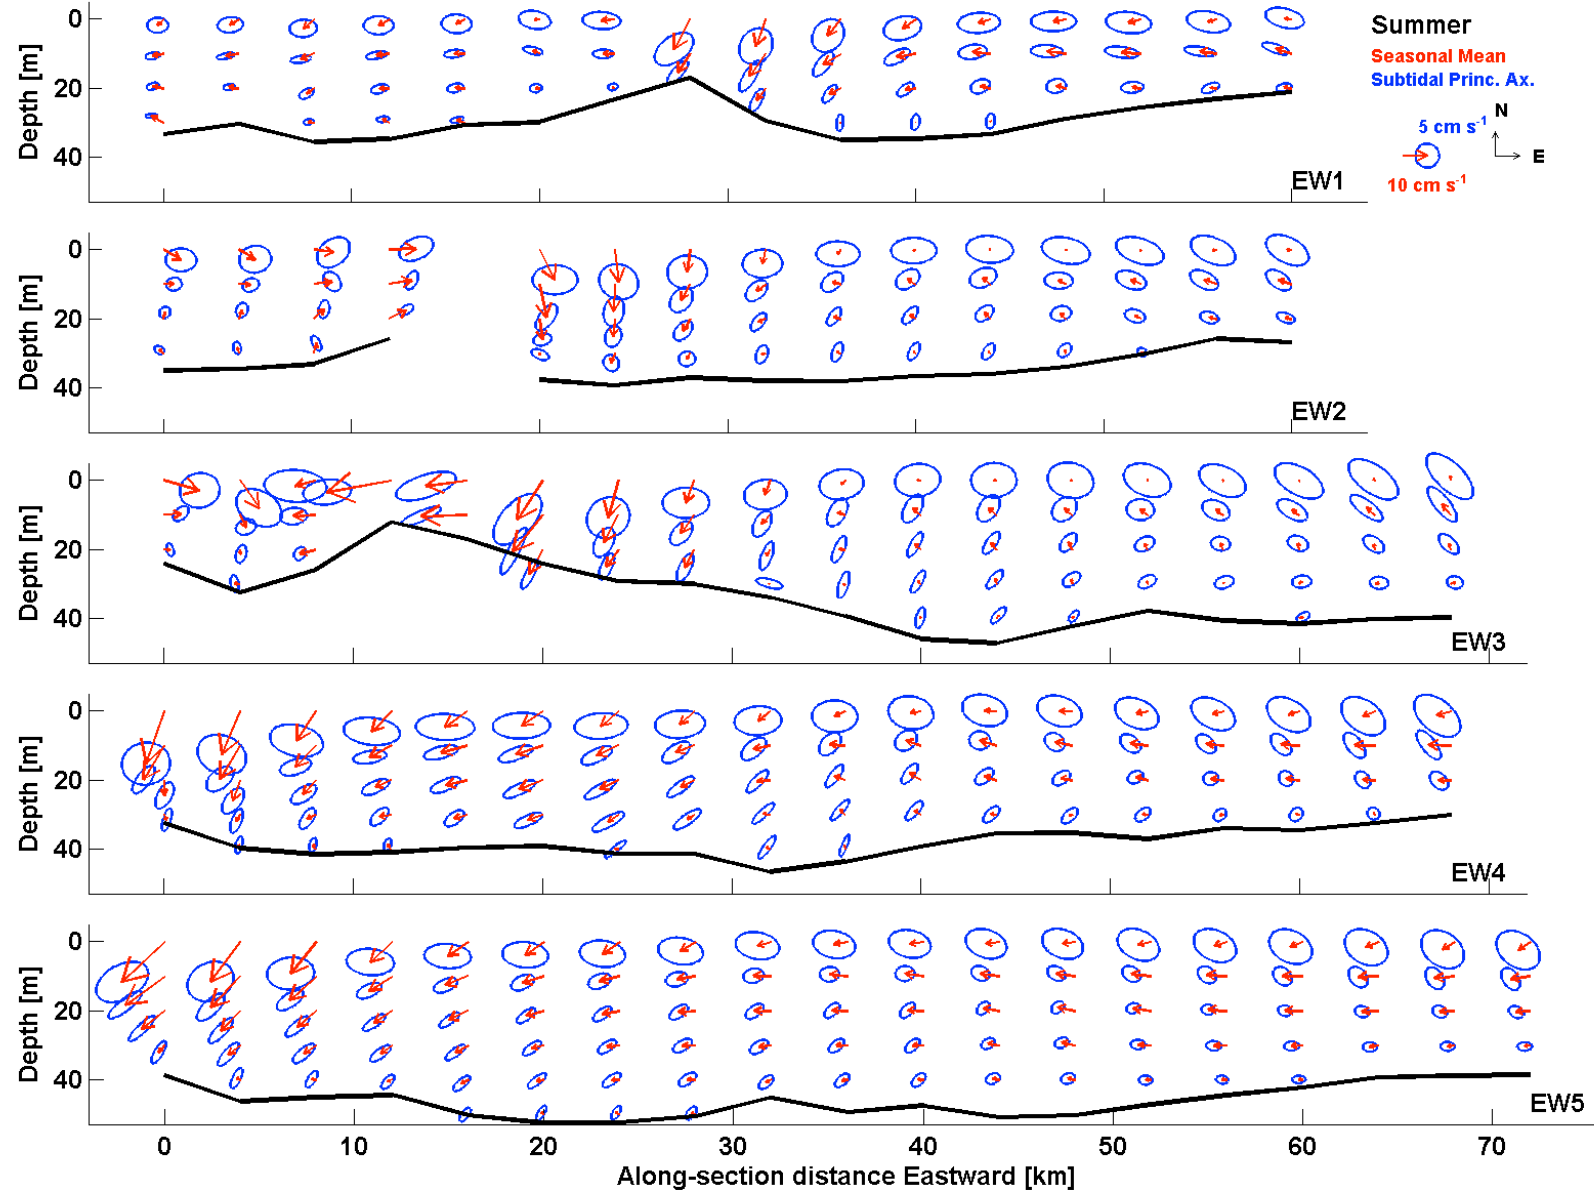 Summer
Seasonal Mean
Subtidal Princ. Ax.
N
5 cm s⁻¹
E
10 cm s⁻¹
Depth [m]
0
20
40
EW1
Depth [m]
0
20
40
EW2
Depth [m]
0
20
40
EW3
Depth [m]
0
20
40
EW4
Depth [m]
0
20
40
EW5
0 10 20 30 40 50 60 70
Along-section distance Eastward [km]